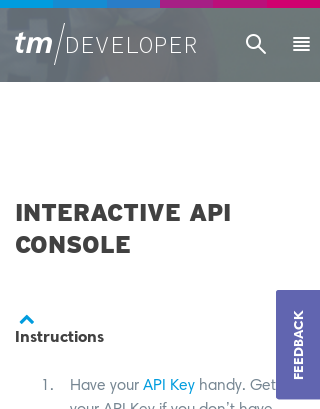 tm/DEVELOPER
INTERACTIVE API
CONSOLE
FEEDBACK
Instructions
1. Have your API Key handy. Get
your API Key if you don't have